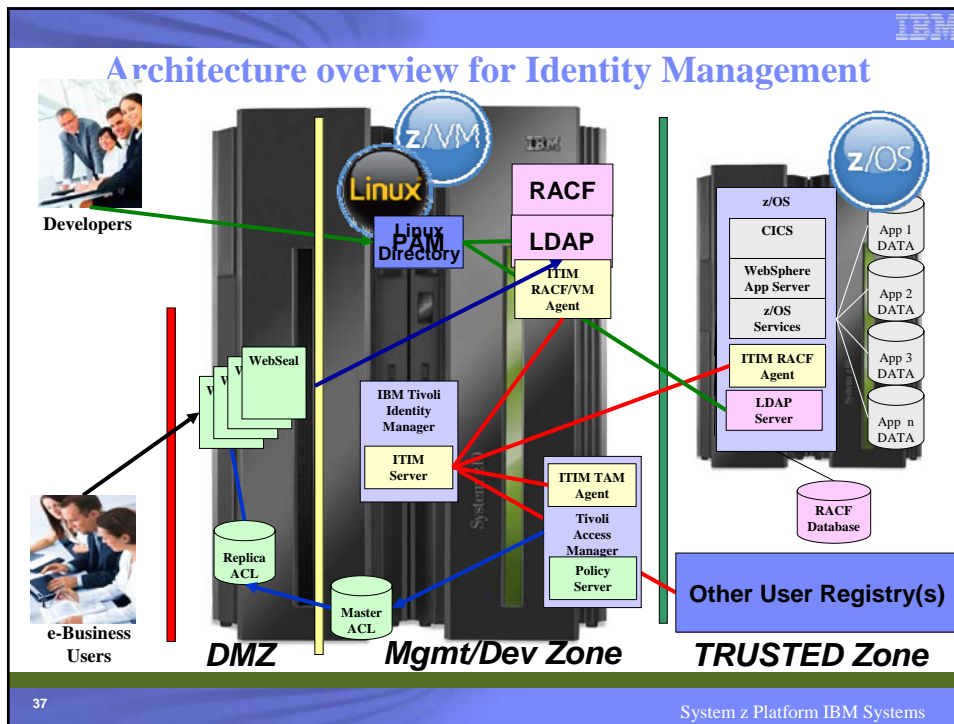 IBM
Architecture overview for Identity Management
Developers
z/VM
Linux
IBM
RACF
z/OS
Linux
PAM
Directory
LDAP
ITIM
RACF/VM
Agent
z/OS
CICS
WebSphere
App Server
z/OS
Services
ITIM RACF
Agent
LDAP
Server
App 1
DATA
App 2
DATA
App 3
DATA
App n
DATA
WebSeal
IBM Tivoli
Identity
Manager
ITIM
Server
ITIM TAM
Agent
Tivoli
Access
Manager
Policy
Server
RACF
Database
Replica
ACL
Master
ACL
Other User Registry(s)
e-Business
Users
DMZ
Mgmt/Dev Zone
TRUSTED Zone
37
System z Platform IBM Systems